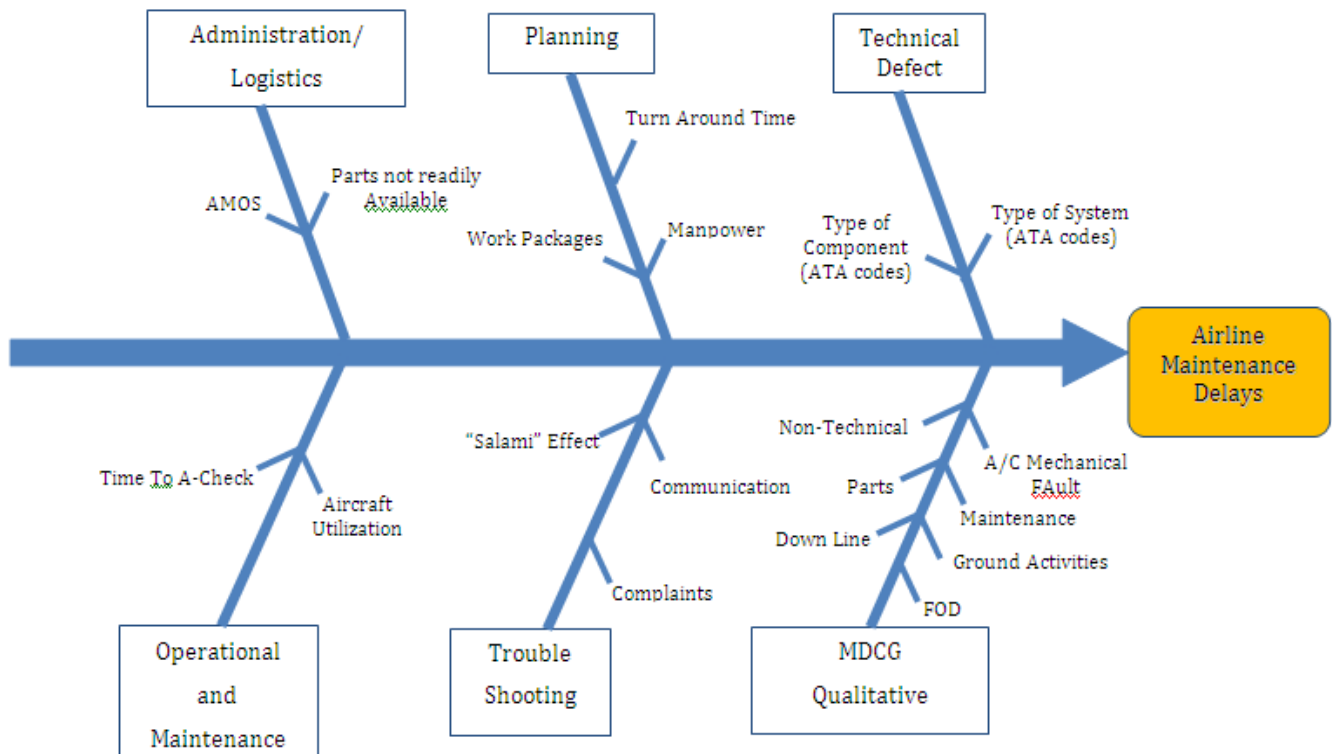 Administration/
Logistics
Planning
Technical
Defect
Turn Around Time
Parts not readily
Available
AMOS
Work Packages
Manpower
Type of
Component
(ATA codes)
Type of System
(ATA codes)
Airline
Maintenance
Delays
Time To A-Check
Aircraft
Utilization
"Salami" Effect
Communication
Complaints
Non-Technical
A/C Mechanical
FAult
Parts
Maintenance
Down Line
Ground Activities
FOD
Operational
and
Maintenance
Trouble
Shooting
MDCG
Qualitative